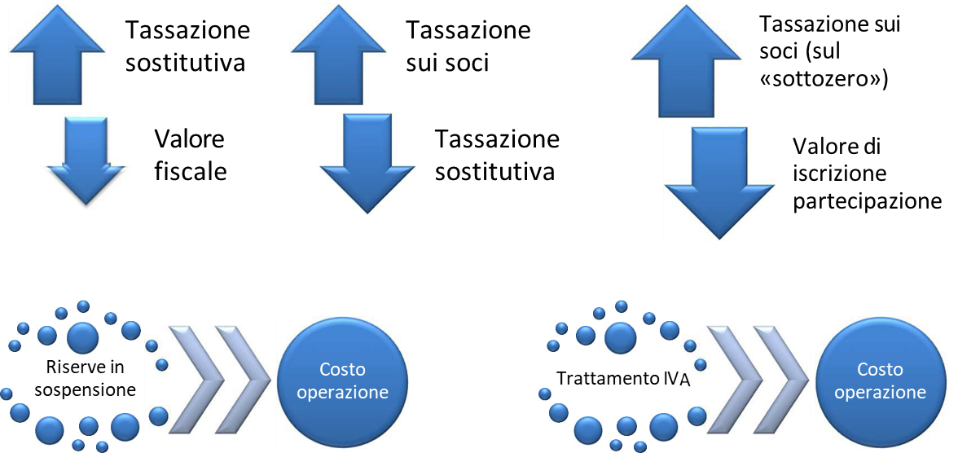 Tassazione
sostitutiva
Valore
fiscale
Tassazione
sui soci
Tassazione
sostitutiva
Tassazione sui
soci (sul
«sottozero»)
Valore di
iscrizione
partecipazione
Riserve in
sospensione
Costo
operazione
Trattamento IVA
Costo
operazione